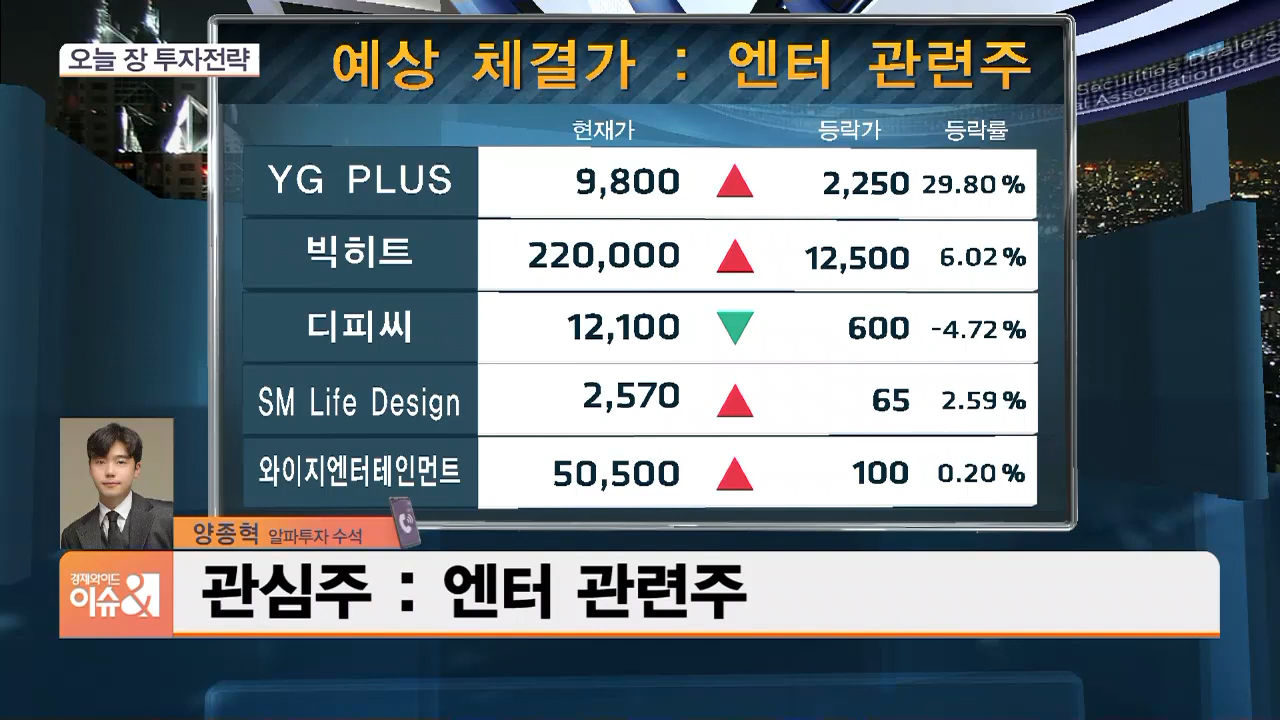 오늘 장 투자전략
예상 체결가 : 엔터 관련주
현재가 등락가 등락률
YG PLUS 9,800 ▲ 2,250 29.80 %
빅히트 220,000 ▲ 12,500 6.02 %
디피씨 12,100 ▼ 600 -4.72 %
SM Life Design 2,570 ▲ 65 2.59 %
와이지엔터테인먼트 50,500 ▲ 100 0.20 %
Securities Dealers
Association of S
양종혁 알파투자 수석
경제와이드
이슈&
관심주 : 엔터 관련주